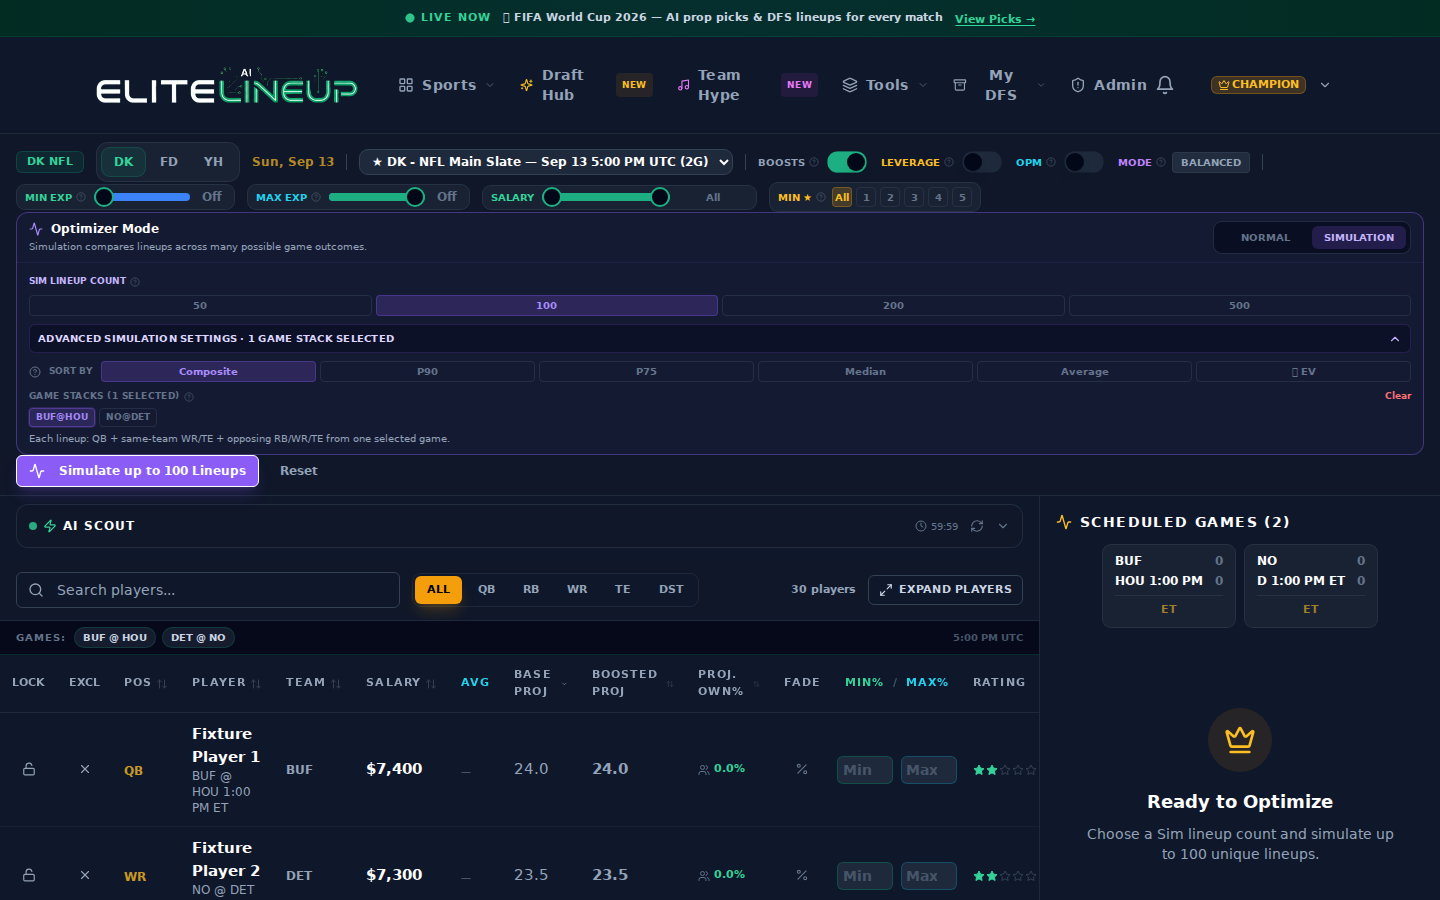 LIVE NOW FIFA World Cup 2026 — AI prop picks & DFS lineups for every match View Picks →
ELITE LINEUP AI
Sports
Draft Hub NEW
Team Hype NEW
Tools
My DFS
Admin
CHAMPION
DK NFL DK FD YH Sun, Sep 13 ★ DK - NFL Main Slate — Sep 13 5:00 PM UTC (2G) BOOSTS LEVERAGE OPM MODE BALANCED
MIN EXP Off MAX EXP Off SALARY All MIN ★ All 1 2 3 4 5
Optimizer Mode
Simulation compares lineups across many possible game outcomes.
NORMAL SIMULATION
SIM LINEUP COUNT
50 100 200 500
ADVANCED SIMULATION SETTINGS · 1 GAME STACK SELECTED
SORT BY Composite P90 P75 Median Average EV
GAME STACKS (1 SELECTED) Clear
BUF@HOU NO@DET
Each lineup: QB + same-team WR/TE + opposing RB/WR/TE from one selected game.
Simulate up to 100 Lineups Reset
AI SCOUT 59:59
Search players... ALL QB RB WR TE DST 30 players EXPAND PLAYERS
GAMES: BUF @ HOU DET @ NO 5:00 PM UTC
LOCK EXCL POS PLAYER TEAM SALARY AVG BASE PROJ BOOSTED PROJ PROJ. OWN% FADE MIN% / MAX% RATING
QB Fixture Player 1 BUF @ HOU 1:00 PM ET BUF $7,400 — 24.0 24.0 0.0% % Min Max
WR Fixture Player 2 NO @ DET DET $7,300 — 23.5 23.5 0.0% % Min Max
SCHEDULED GAMES (2)
BUF 0
HOU 1:00 PM 0
ET
NO 0
D 1:00 PM ET 0
ET
Ready to Optimize
Choose a Sim lineup count and simulate up
to 100 unique lineups.